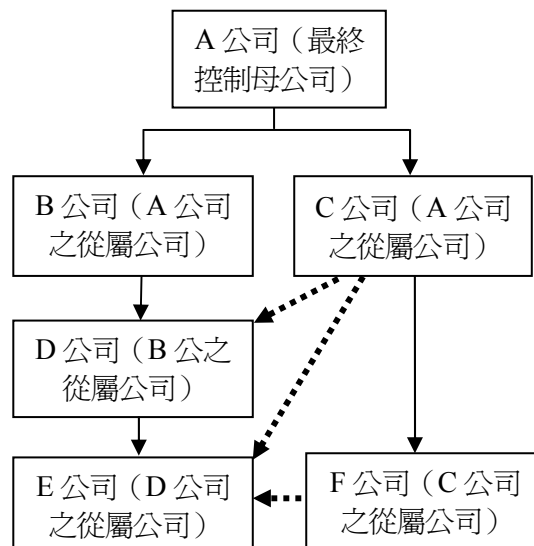 A 公司（最終
控制母公司）
B 公司（A 公司
之從屬公司）
C 公司（A 公司
之從屬公司）
D 公司（B 公之
從屬公司）
E 公司（D 公司
之從屬公司）
F 公司（C 公司
之從屬公司）